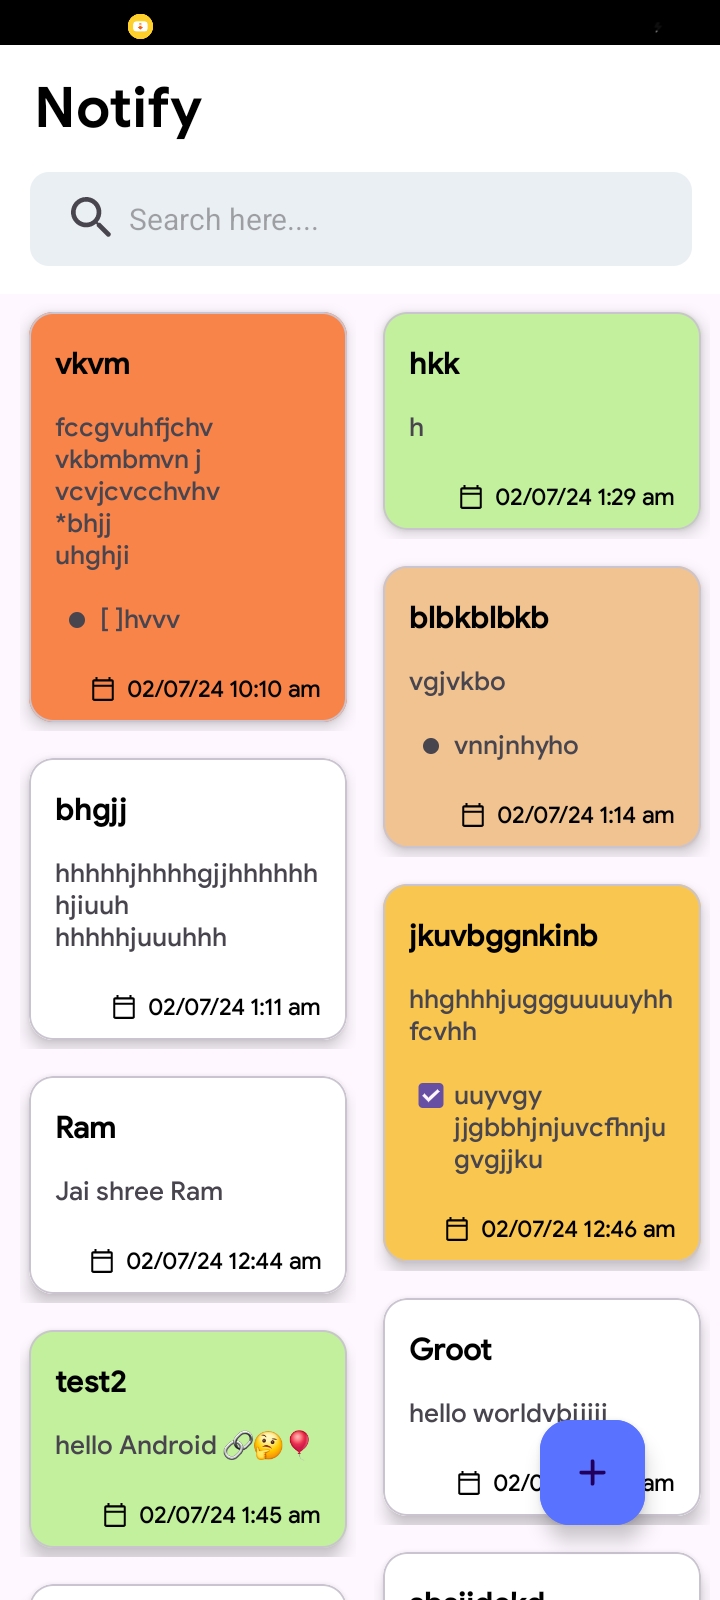 Notify
Search here....
vkvm
fccgvuhfjchv
vkbmbmvn j
vcvjcvcchvhv
*bhjj
uhghji
[ ]hvvv
02/07/24 10:10 am
hkk
h
02/07/24 1:29 am
blbkblbkb
vgjvkbo
vnnjnhyho
02/07/24 1:14 am
bhgjj
hhhhhjhhhhgjjhhhhhh
hjiuuh
hhhhhjuuuhhh
02/07/24 1:11 am
jkuvbggnkinb
hhghhhjuggguuuuyhh
fcvhh
uuyvgy
jjgbbhjnjuvcfhnju
gvgjjku
02/07/24 12:46 am
Ram
Jai shree Ram
02/07/24 12:44 am
Groot
hello
am
test2
hello Android 🔗🤔🎈
02/07/24 1:45 am